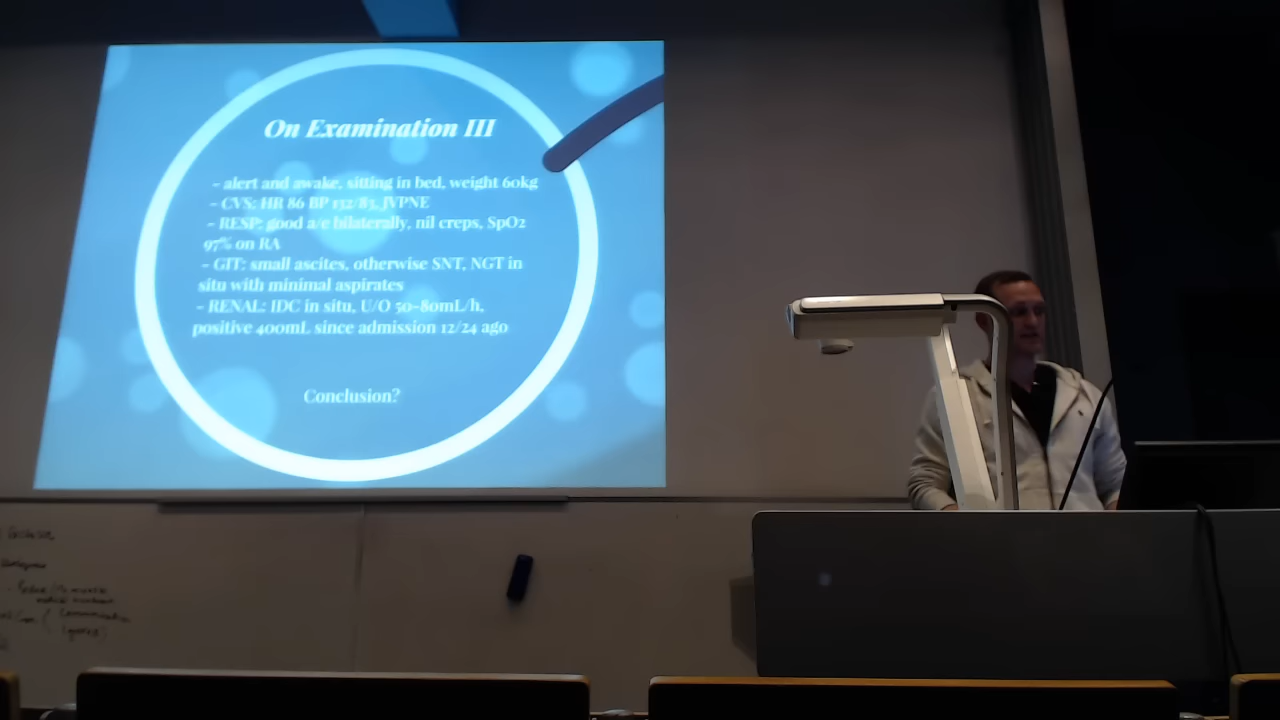 On Examination III
- alert and awake, sitting in bed, weight 60kg
- CVS: HR 86 BP 132/83, JVPNE
- RESP: good a/e bilaterally, nil creps, SpO2
97% on RA
- GIT: small ascites, otherwise SNT, NGT in
situ with minimal aspirates
- RENAL: IDC in situ, U/O 50-80mL/h,
positive 400mL since admission 12/24 ago
Conclusion?